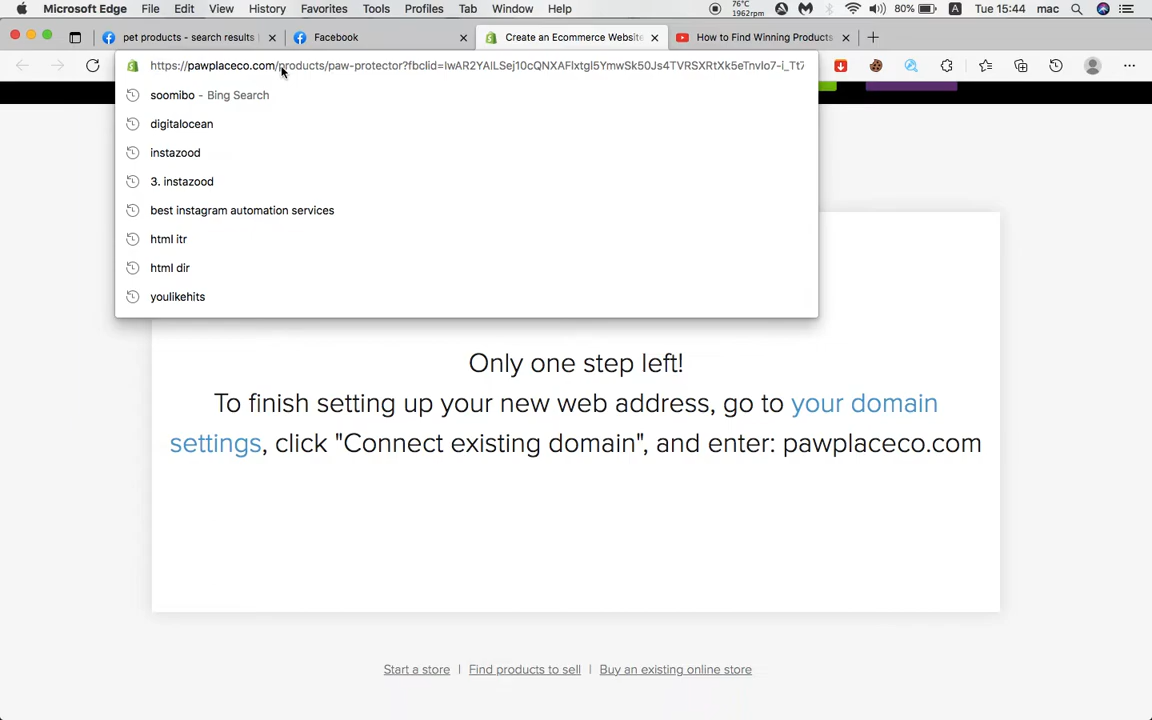 Microsoft Edge File Edit View History Favorites Tools Profiles Tab Window Help 76°C 1962rpm 80% A Tue 15:44 mac
pet products - search results Facebook Create an Ecommerce Website How to Find Winning Products
https://pawplaceco.com/products/paw-protector?fbclid=
soomibo - Bing Search
digitalocean
instazood
3. instazood
best instagram automation services
html itr
html dir
youlikehits
Only one step left!
To finish setting up your new web address, go to your domain
settings, click "Connect existing domain", and enter: pawplaceco.com
Start a store | Find products to sell | Buy an existing online store